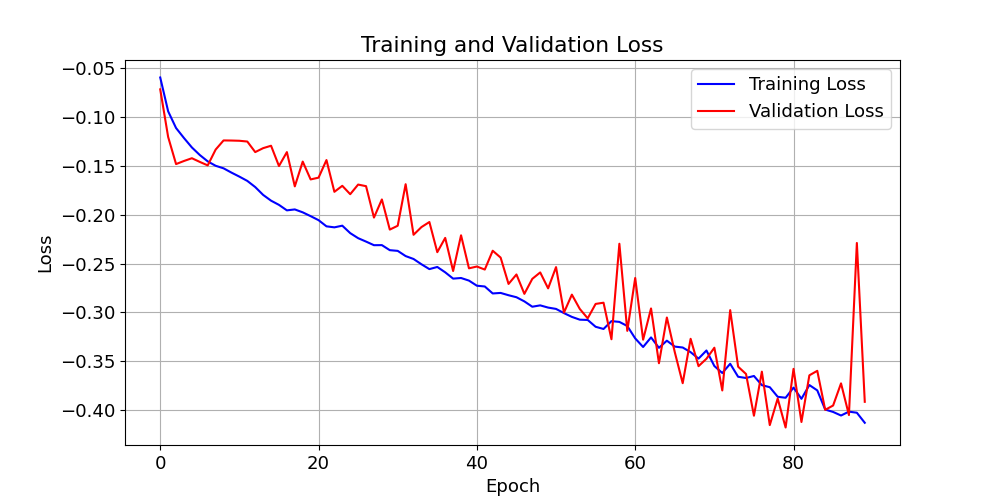 Training and Validation Loss
Training Loss
Validation Loss
−0.05
−0.10
−0.15
−0.20
−0.25
−0.30
−0.35
−0.40
Loss
0 20 40 60 80
Epoch